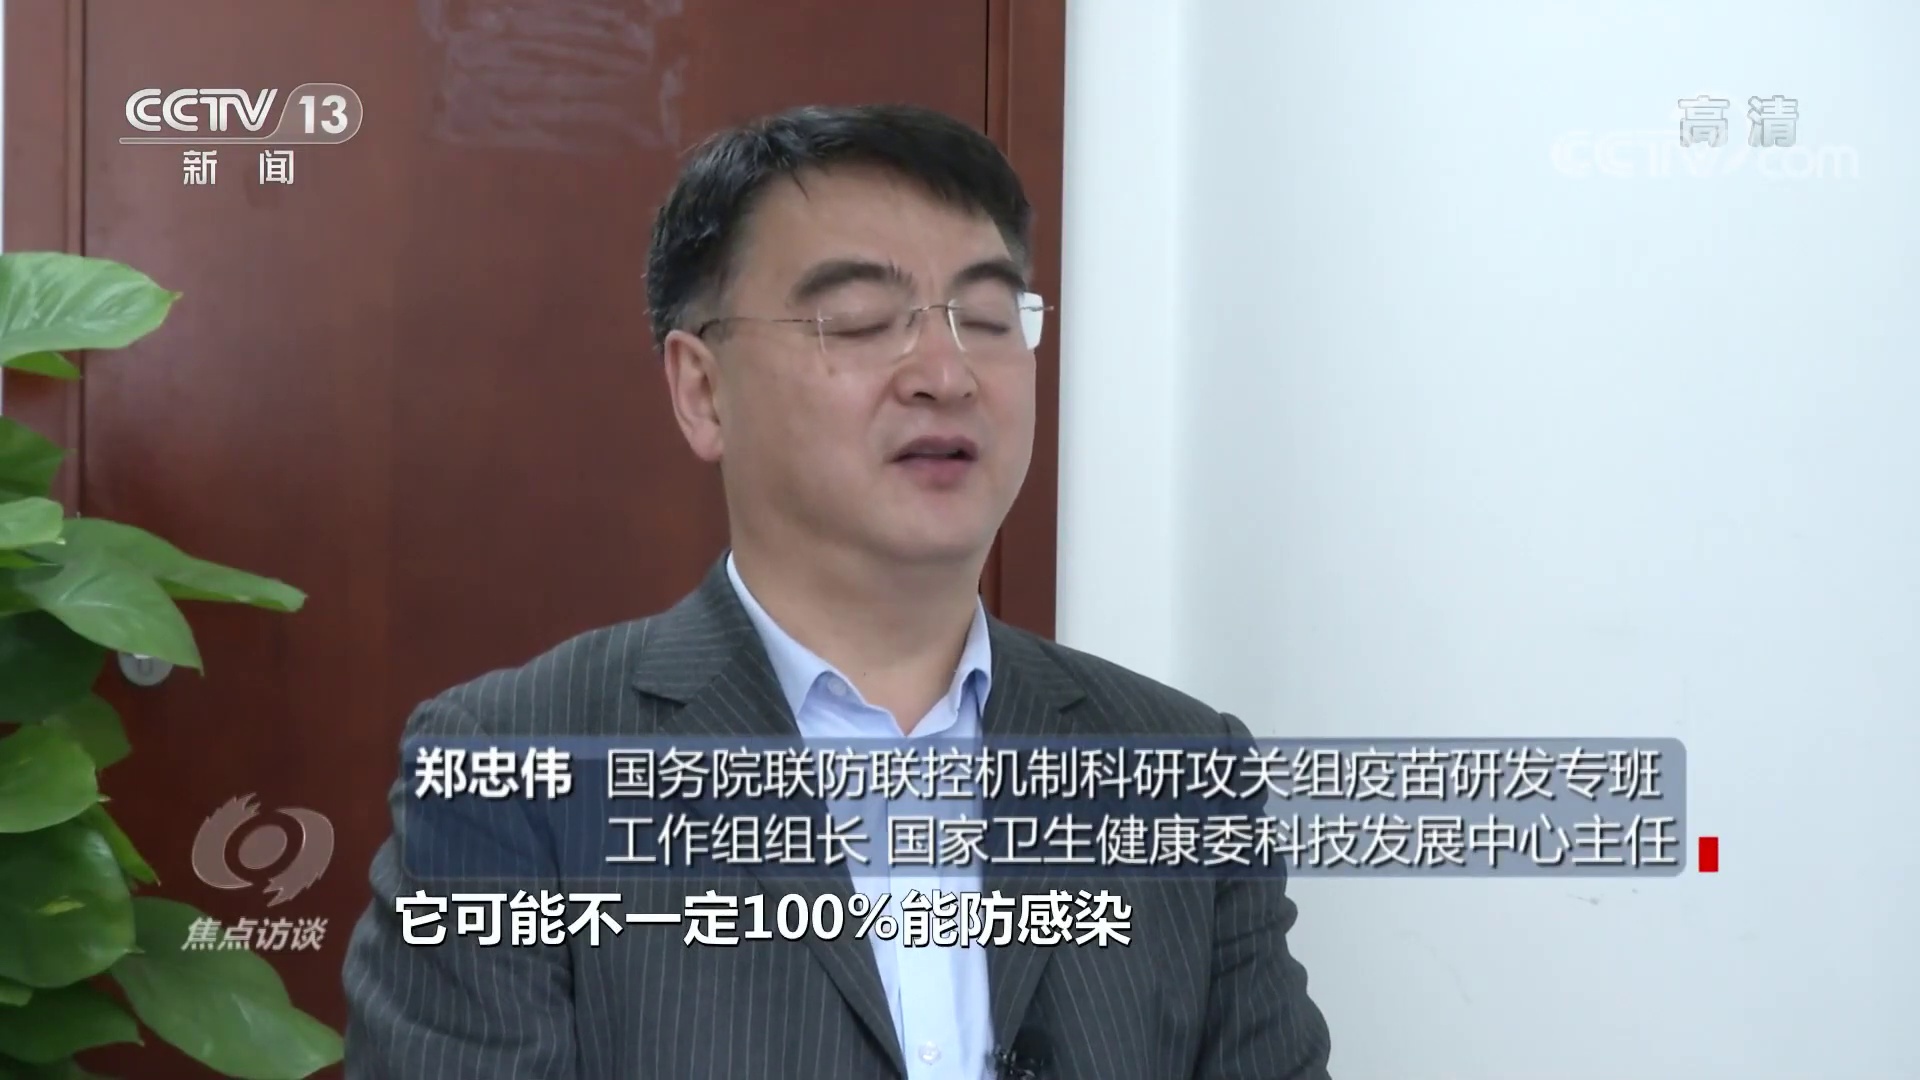 CCTV 13
新闻
高清
CCTV.com
郑忠伟 国务院联防联控机制科研攻关组疫苗研发专班
工作组组长 国家卫生健康委科技发展中心主任
它可能不一定100%能防感染
焦点访谈